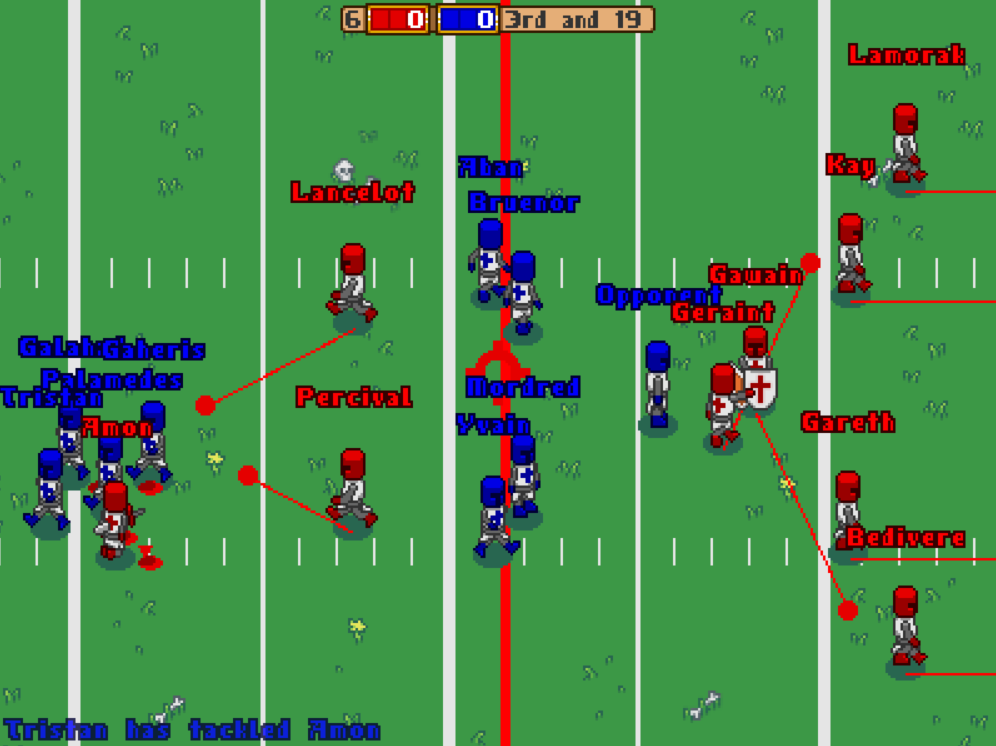 6 0 0 3rd and 19
Lamorak
Aban
Kay
Lancelot
Bruenor
Gawain
Opponent
Geraint
Galah
Gaheris
Palamedes
Mordred
Tristan
Percival
Amon
Yvain
Gareth
Bedivere
Tristan has tackled Amon